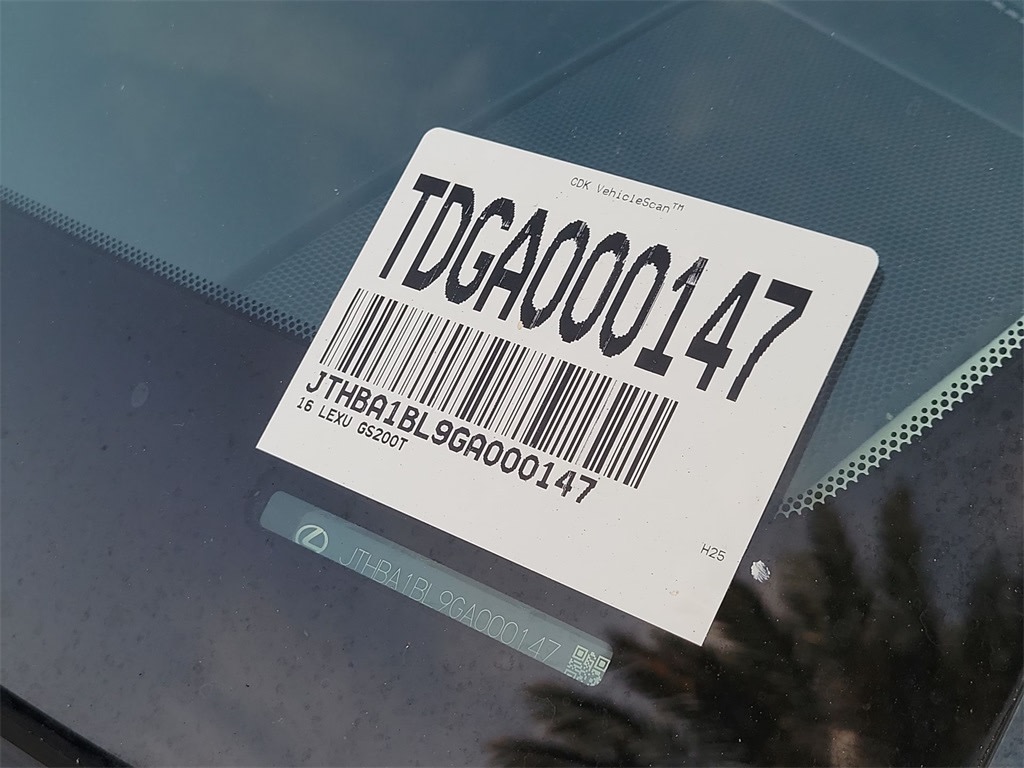 CDK VehicleScan™
TDGA000147
JTHBA1BL9GA000147
16 LEXU GS200T
H25
JTHBA1BL9GA000147